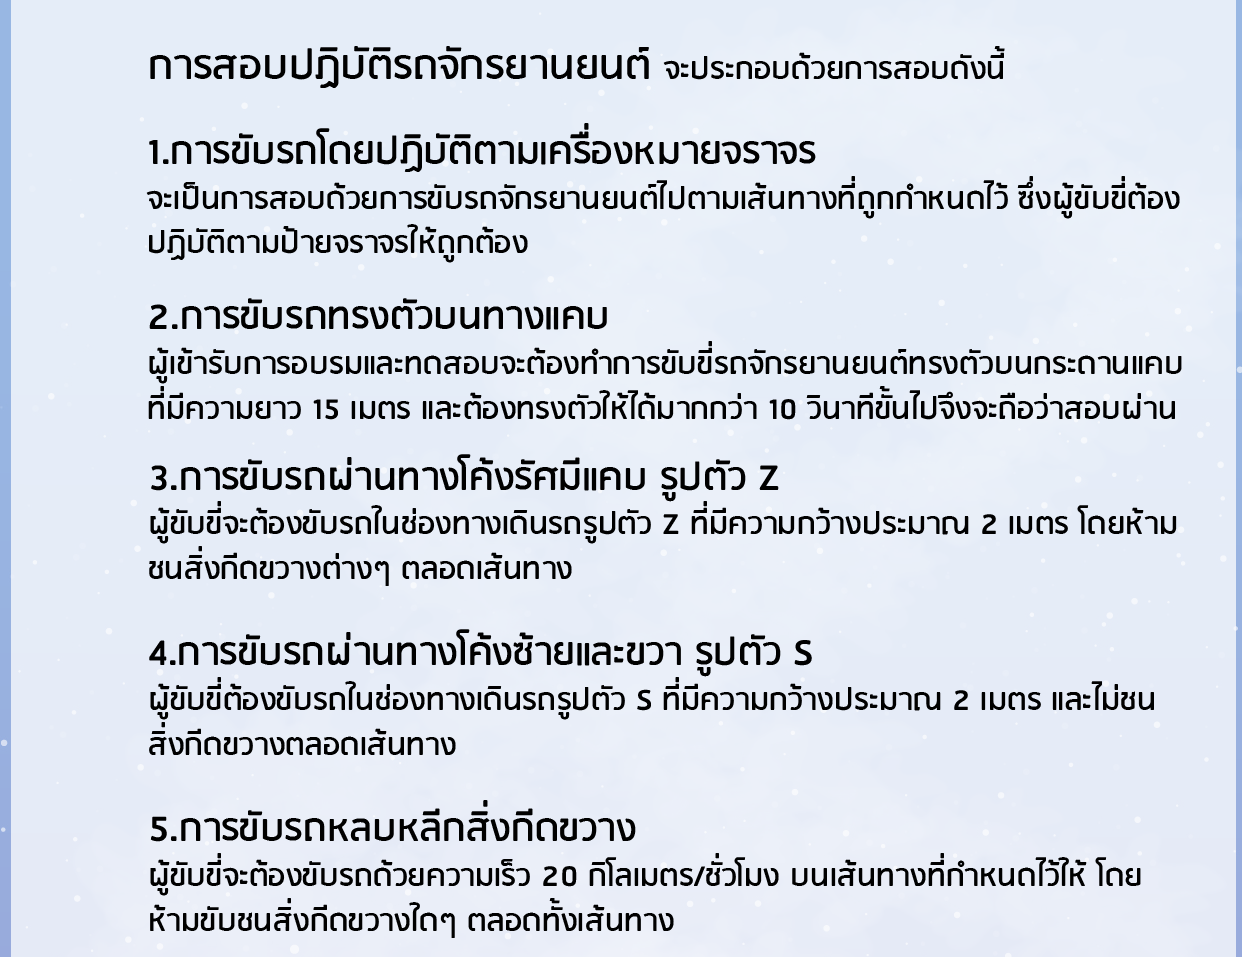 การสอบปฏิบัติรถจักรยานยนต์ จะประกอบด้วยการสอบดังนี้
1.การขับรถโดยปฏิบัติตามเครื่องหมายจราจร
จะเป็นการสอบด้วยการขับรถจักรยานยนต์ไปตามเส้นทางที่ถูกกำหนดไว้ ซึ่งผู้ขับขี่ต้อง
ปฏิบัติตามป้ายจราจรให้ถูกต้อง
2.การขับรถทรงตัวบนทางแคบ
ผู้เข้ารับการอบรมและทดสอบจะต้องทำการขับขี่รถจักรยานยนต์ทรงตัวบนกระดานแคบ
ที่มีความยาว 15 เมตร และต้องทรงตัวให้ได้มากกว่า 10 วินาทีขั้นไปจึงจะถือว่าสอบผ่าน
3.การขับรถผ่านทางโค้งรัศมีแคบ รูปตัว Z
ผู้ขับขี่จะต้องขับรถในช่องทางเดินรถรูปตัว Z ที่มีความกว้างประมาณ 2 เมตร โดยห้าม
ชนสิ่งกีดขวางต่างๆ ตลอดเส้นทาง
4.การขับรถผ่านทางโค้งซ้ายและขวา รูปตัว S
ผู้ขับขี่ต้องขับรถในช่องทางเดินรถรูปตัว S ที่มีความกว้างประมาณ 2 เมตร และไม่ชน
สิ่งกีดขวางตลอดเส้นทาง
5.การขับรถหลบหลีกสิ่งกีดขวาง
ผู้ขับขี่จะต้องขับรถด้วยความเร็ว 20 กิโลเมตร/ชั่วโมง บนเส้นทางที่กำหนดไว้ให้ โดย
ห้ามขับชนสิ่งกีดขวางใดๆ ตลอดทั้งเส้นทาง